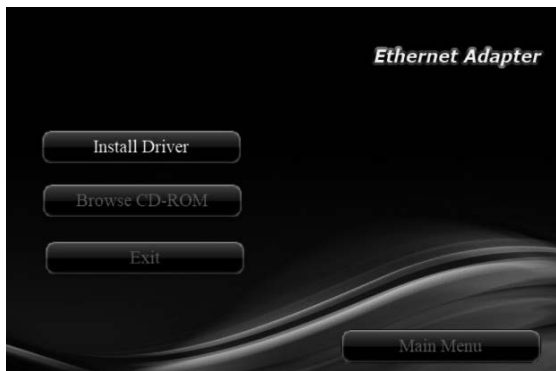 Ethernet Adapter
Install Driver
Browse CD-ROM
Exit
Main Menu